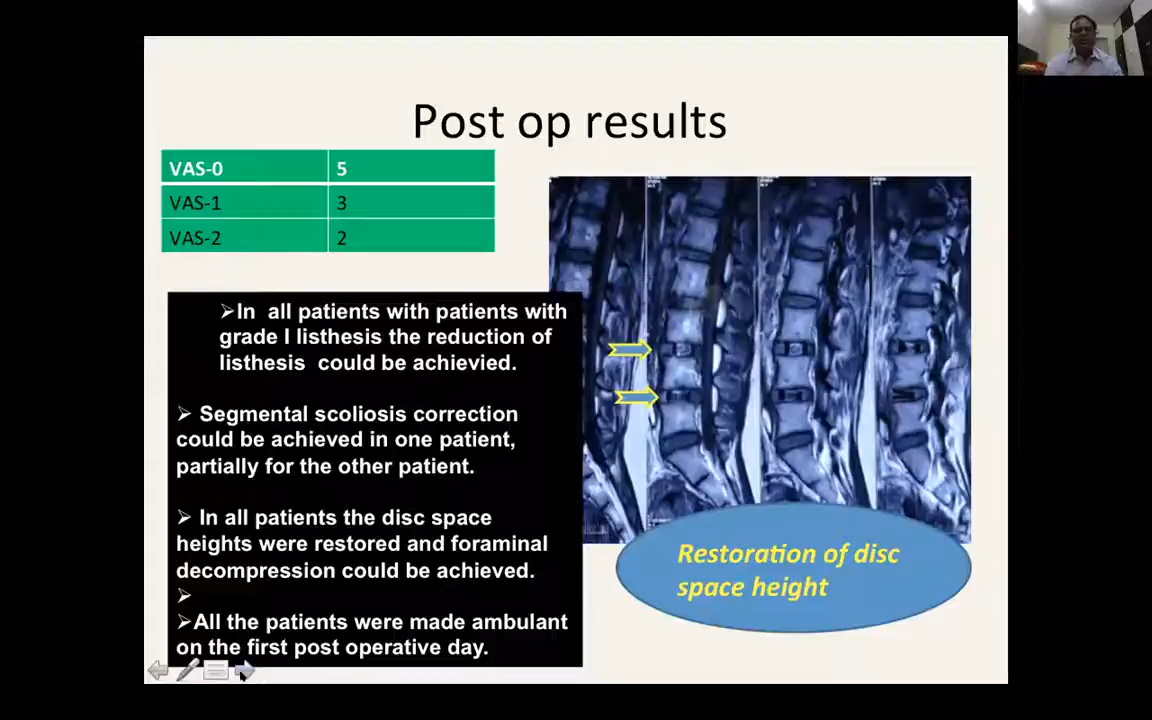 Post op results
VAS-0 5
VAS-1 3
VAS-2 2
➢In all patients with patients with
grade I listhesis the reduction of
listhesis could be achievied.
➢ Segmental scoliosis correction
could be achieved in one patient,
partially for the other patient.
➢ In all patients the disc space
heights were restored and foraminal
decompression could be achieved.
➢
➢All the patients were made ambulant
on the first post operative day.
Restoration of disc
space height